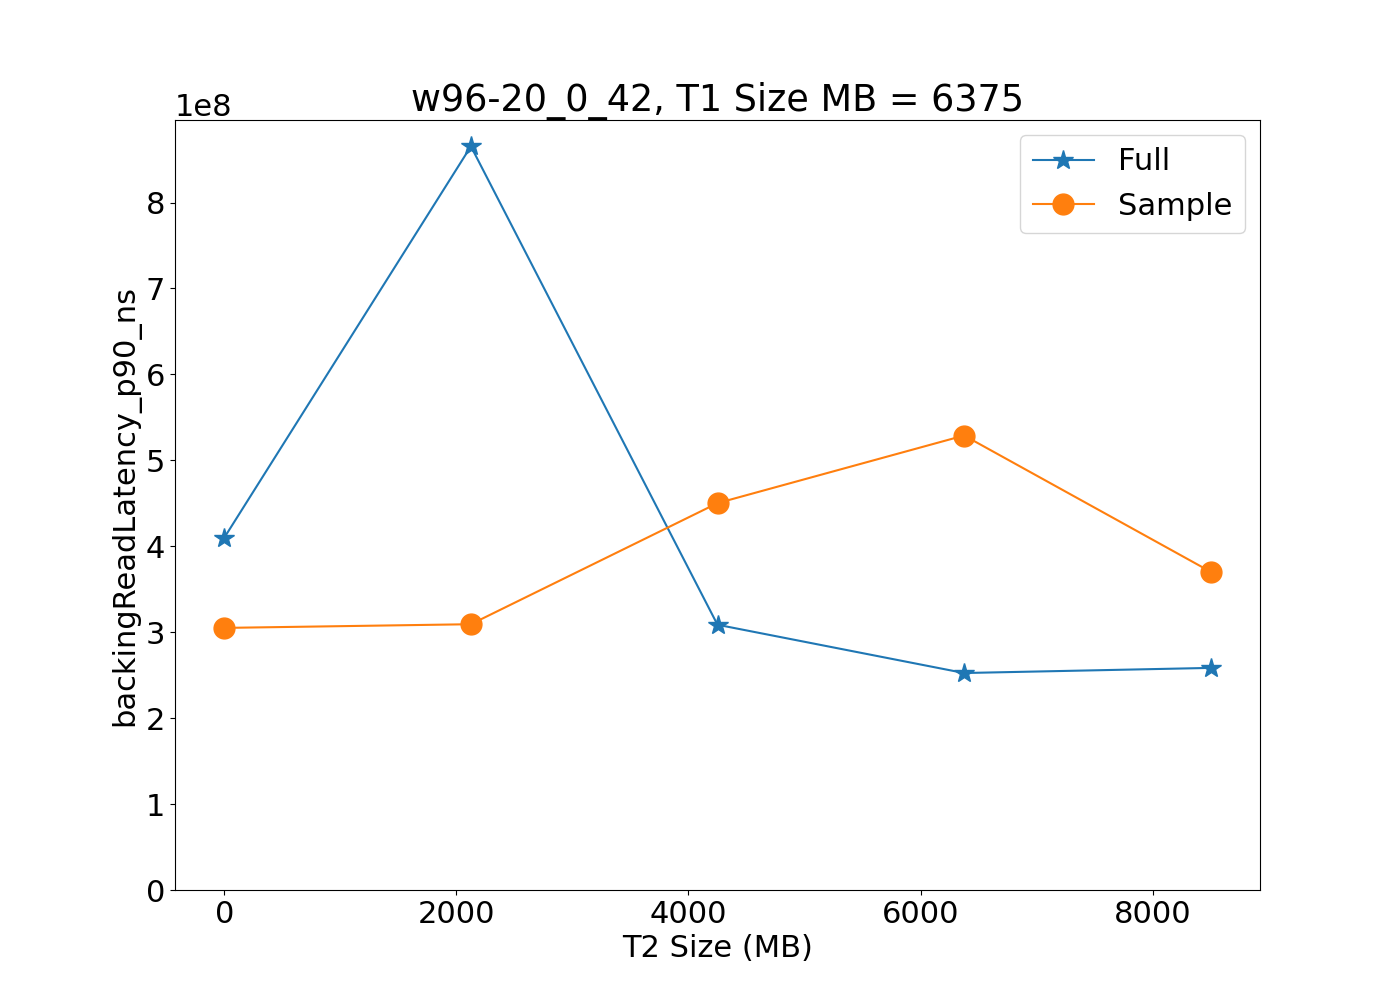 w96-20_0_42, T1 Size MB = 6375
1e8
Full
Sample
8
7
6
5
4
3
2
1
0
backingReadLatency_p90_ns
0 2000 4000 6000 8000
T2 Size (MB)